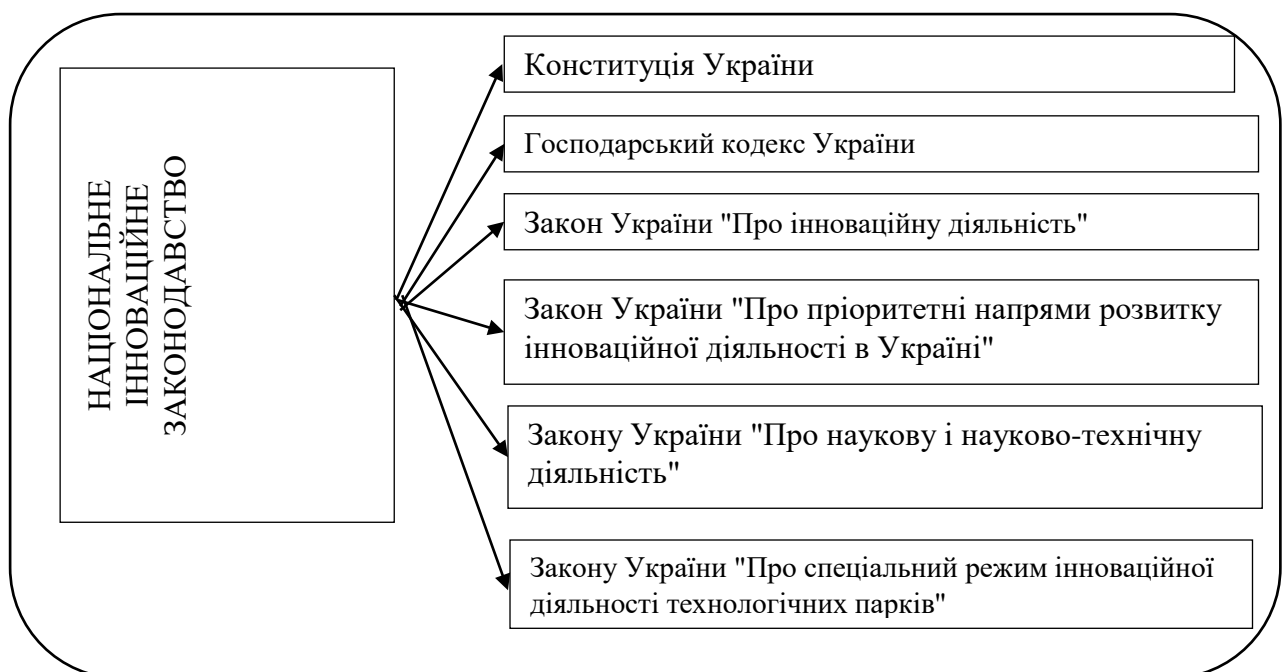 НАЦІОНАЛЬНЕ
ІННОВАЦІЙНЕ
ЗАКОНОДАВСТВО
Конституція України
Господарський кодекс України
Закон України "Про інноваційну діяльність"
Закон України "Про пріоритетні напрями розвитку
інноваційної діяльності в Україні"
Закону України "Про наукову і науково-технічну
діяльність"
Закону України "Про спеціальний режим інноваційної
діяльності технологічних парків"